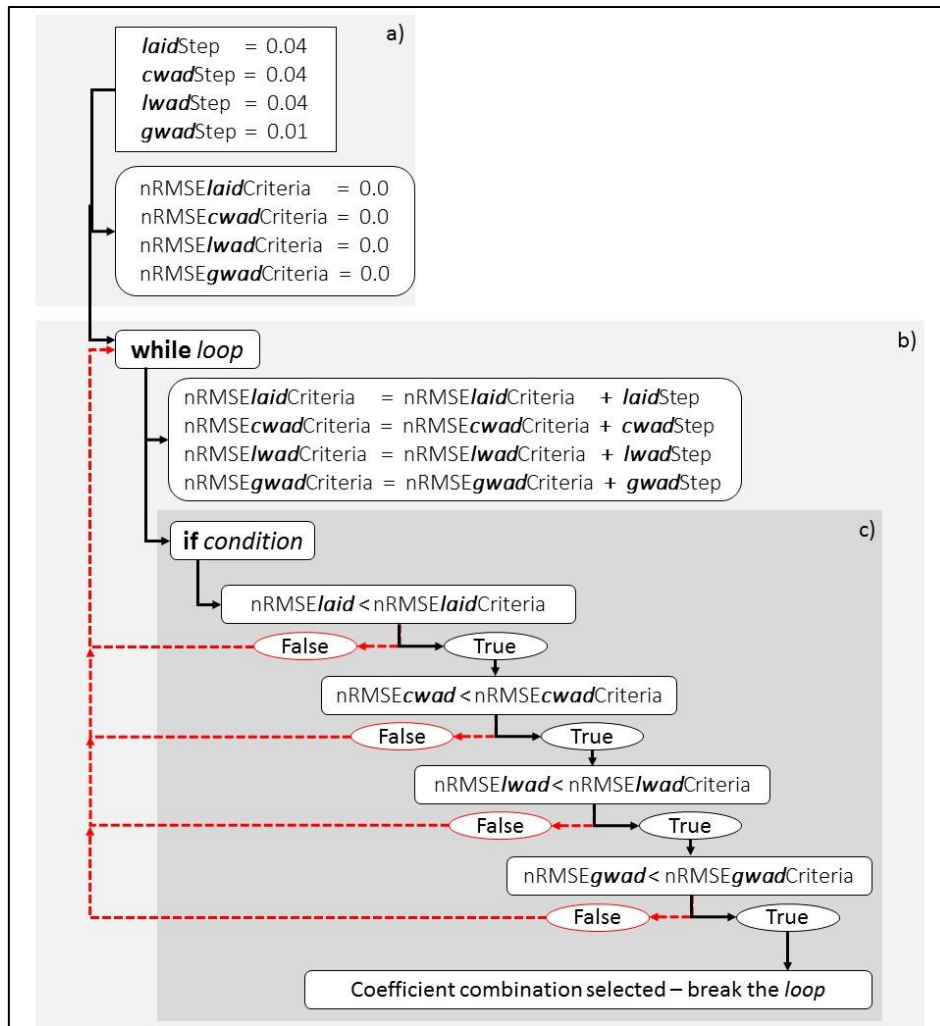 a)
laidStep = 0.04
cwadStep = 0.04
lwadStep = 0.04
gwadStep = 0.01
nRMSElaidCriteria = 0.0
nRMSEcwadCriteria = 0.0
nRMSElwadCriteria = 0.0
nRMSEgwadCriteria = 0.0
b)
while loop
nRMSElaidCriteria = nRMSElaidCriteria + laidStep
nRMSEcwadCriteria = nRMSEcwadCriteria + cwadStep
nRMSElwadCriteria = nRMSElwadCriteria + lwadStep
nRMSEgwadCriteria = nRMSEgwadCriteria + gwadStep
c)
if condition
nRMSElaid < nRMSElaidCriteria
False True
nRMSEcwad < nRMSEcwadCriteria
False True
nRMSElwad < nRMSElwadCriteria
False True
nRMSEgwad < nRMSEgwadCriteria
False True
Coefficient combination selected – break the loop